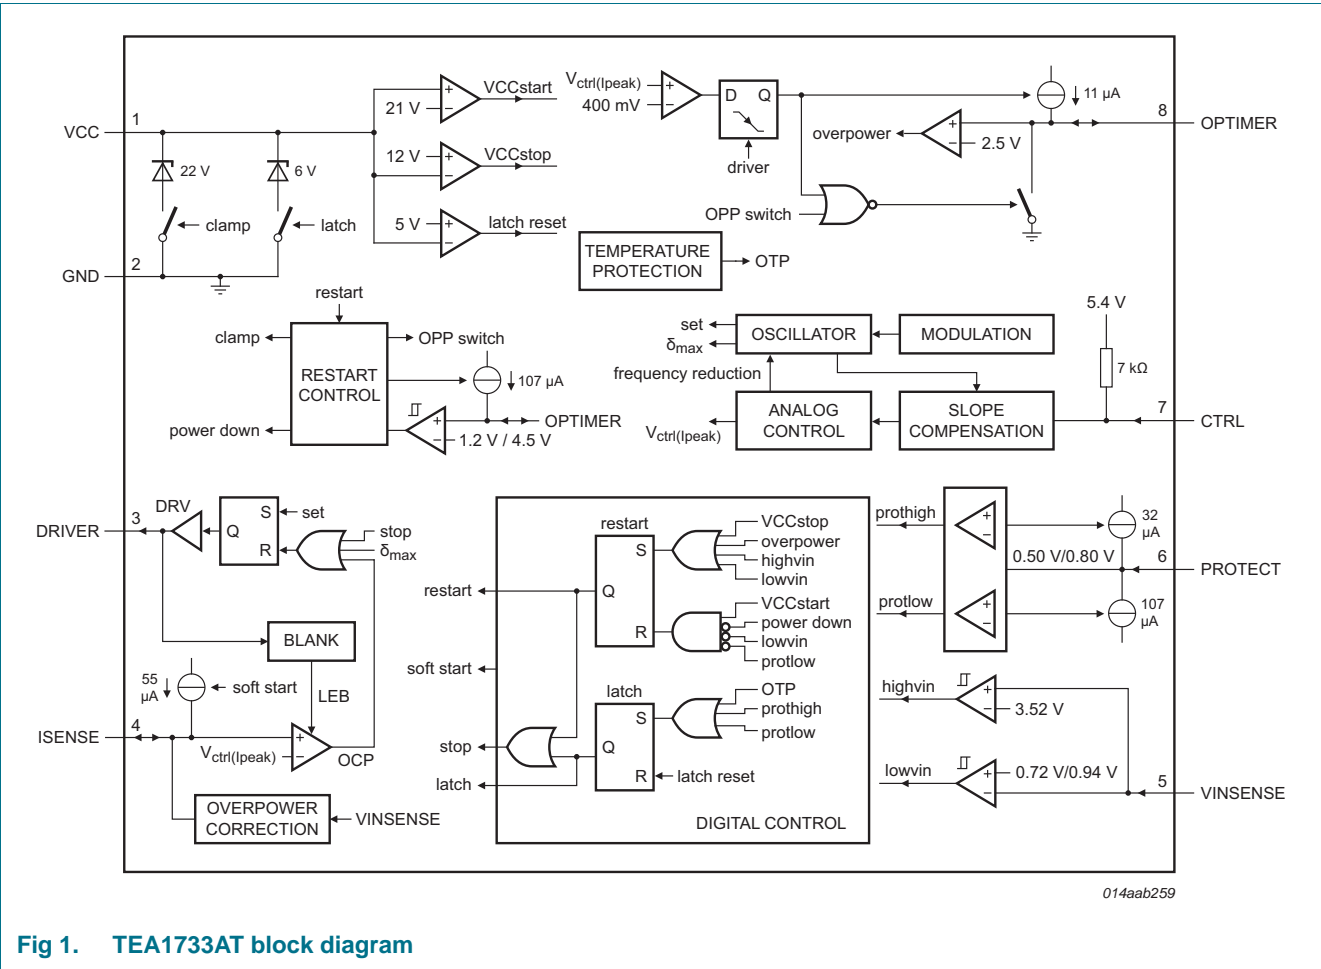 VCC
1
22 V
clamp
6 V
latch
GND
2
21 V
+
−
VCCstart
12 V
+
−
VCCstop
5 V
+
−
latch reset
Vctrl(Ipeak)
400 mV
+
−
D Q
driver
OPP switch
overpower
+
−
2.5 V
11 μA
8
OPTIMER
TEMPERATURE
PROTECTION
OTP
restart
clamp
RESTART
CONTROL
power down
OPP switch
107 μA
+
−
OPTIMER
1.2 V / 4.5 V
set
δmax
OSCILLATOR
MODULATION
frequency reduction
Vctrl(Ipeak)
ANALOG
CONTROL
SLOPE
COMPENSATION
5.4 V
7 kΩ
7
CTRL
DRIVER
3
DRV
Q
S
R
set
stop
δmax
BLANK
LEB
55
μA
soft start
ISENSE
4
Vctrl(Ipeak)
+
−
OCP
OVERPOWER
CORRECTION
VINSENSE
restart
S
R
Q
VCCstop
overpower
highvin
lowvin
VCCstart
power down
lowvin
protlow
restart
soft start
latch
S
R
Q
OTP
prothigh
protlow
latch reset
stop
latch
DIGITAL CONTROL
prothigh
+
−
32
μA
0.50 V/0.80 V
6
PROTECT
protlow
+
−
107
μA
highvin
+
−
3.52 V
lowvin
+
−
0.72 V/0.94 V
5
VINSENSE
014aab259
Fig 1. TEA1733AT block diagram